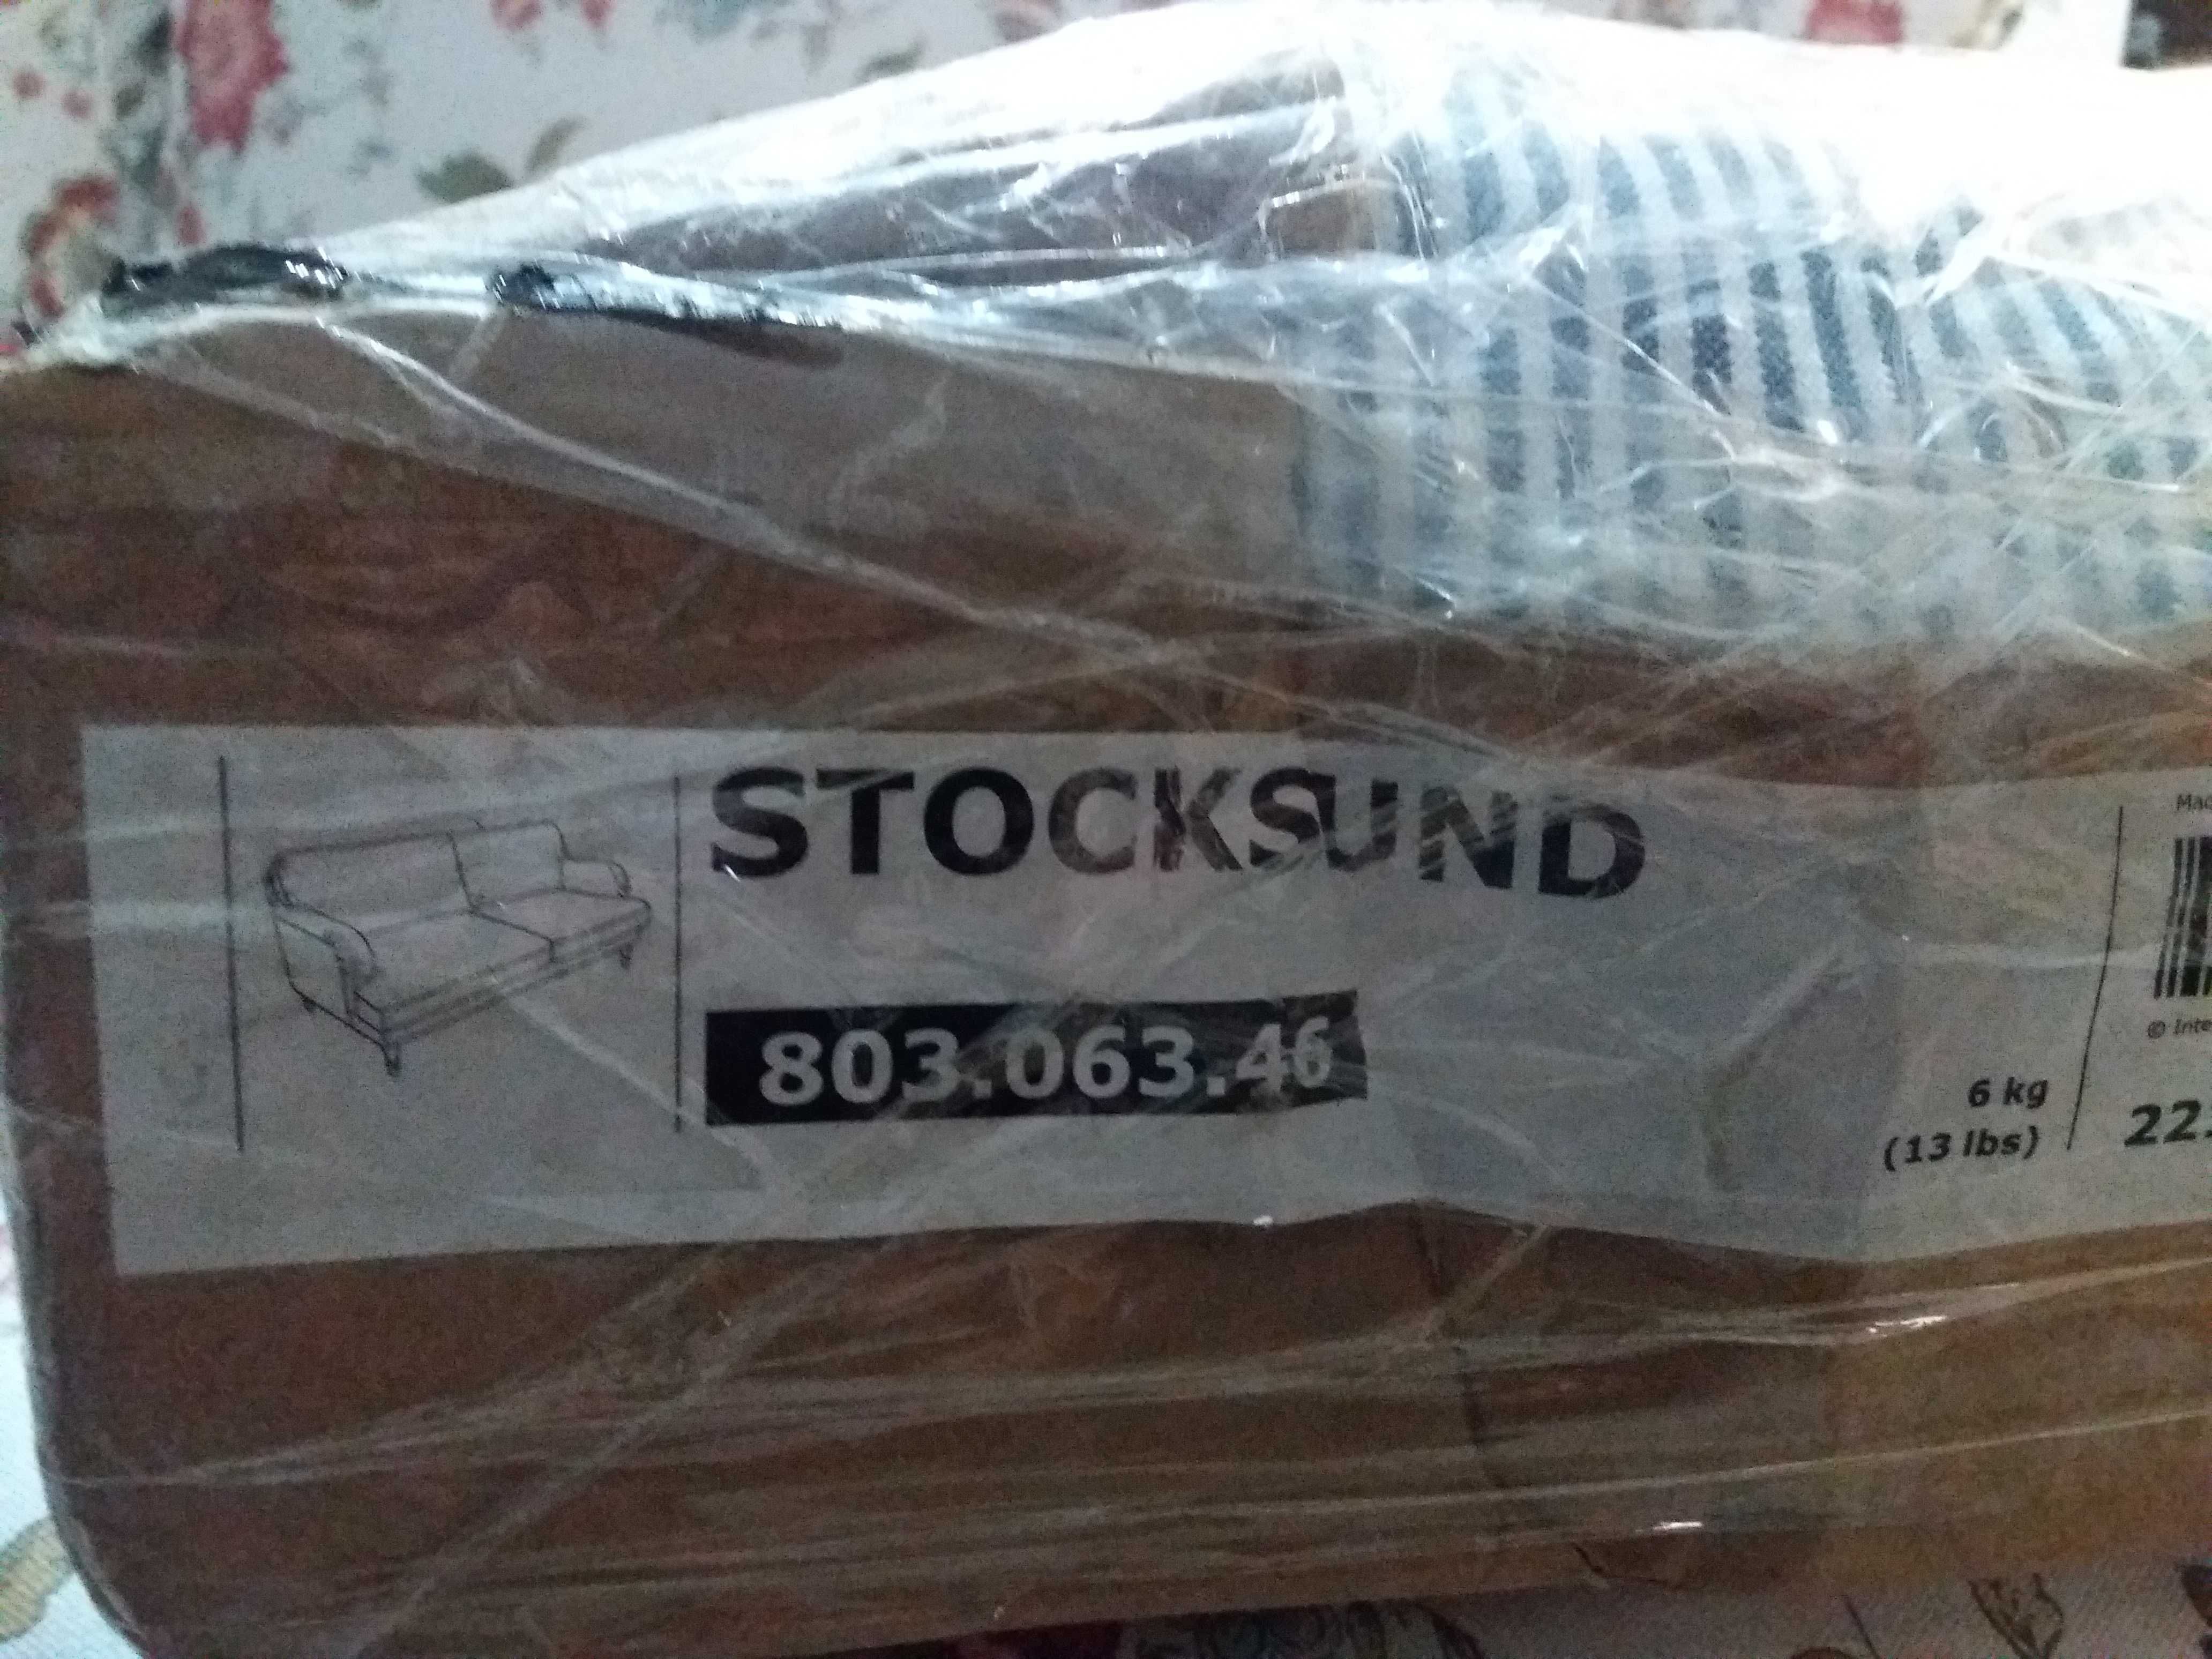 STOCKSUND
803.063.46
6 kg
(13 lbs)